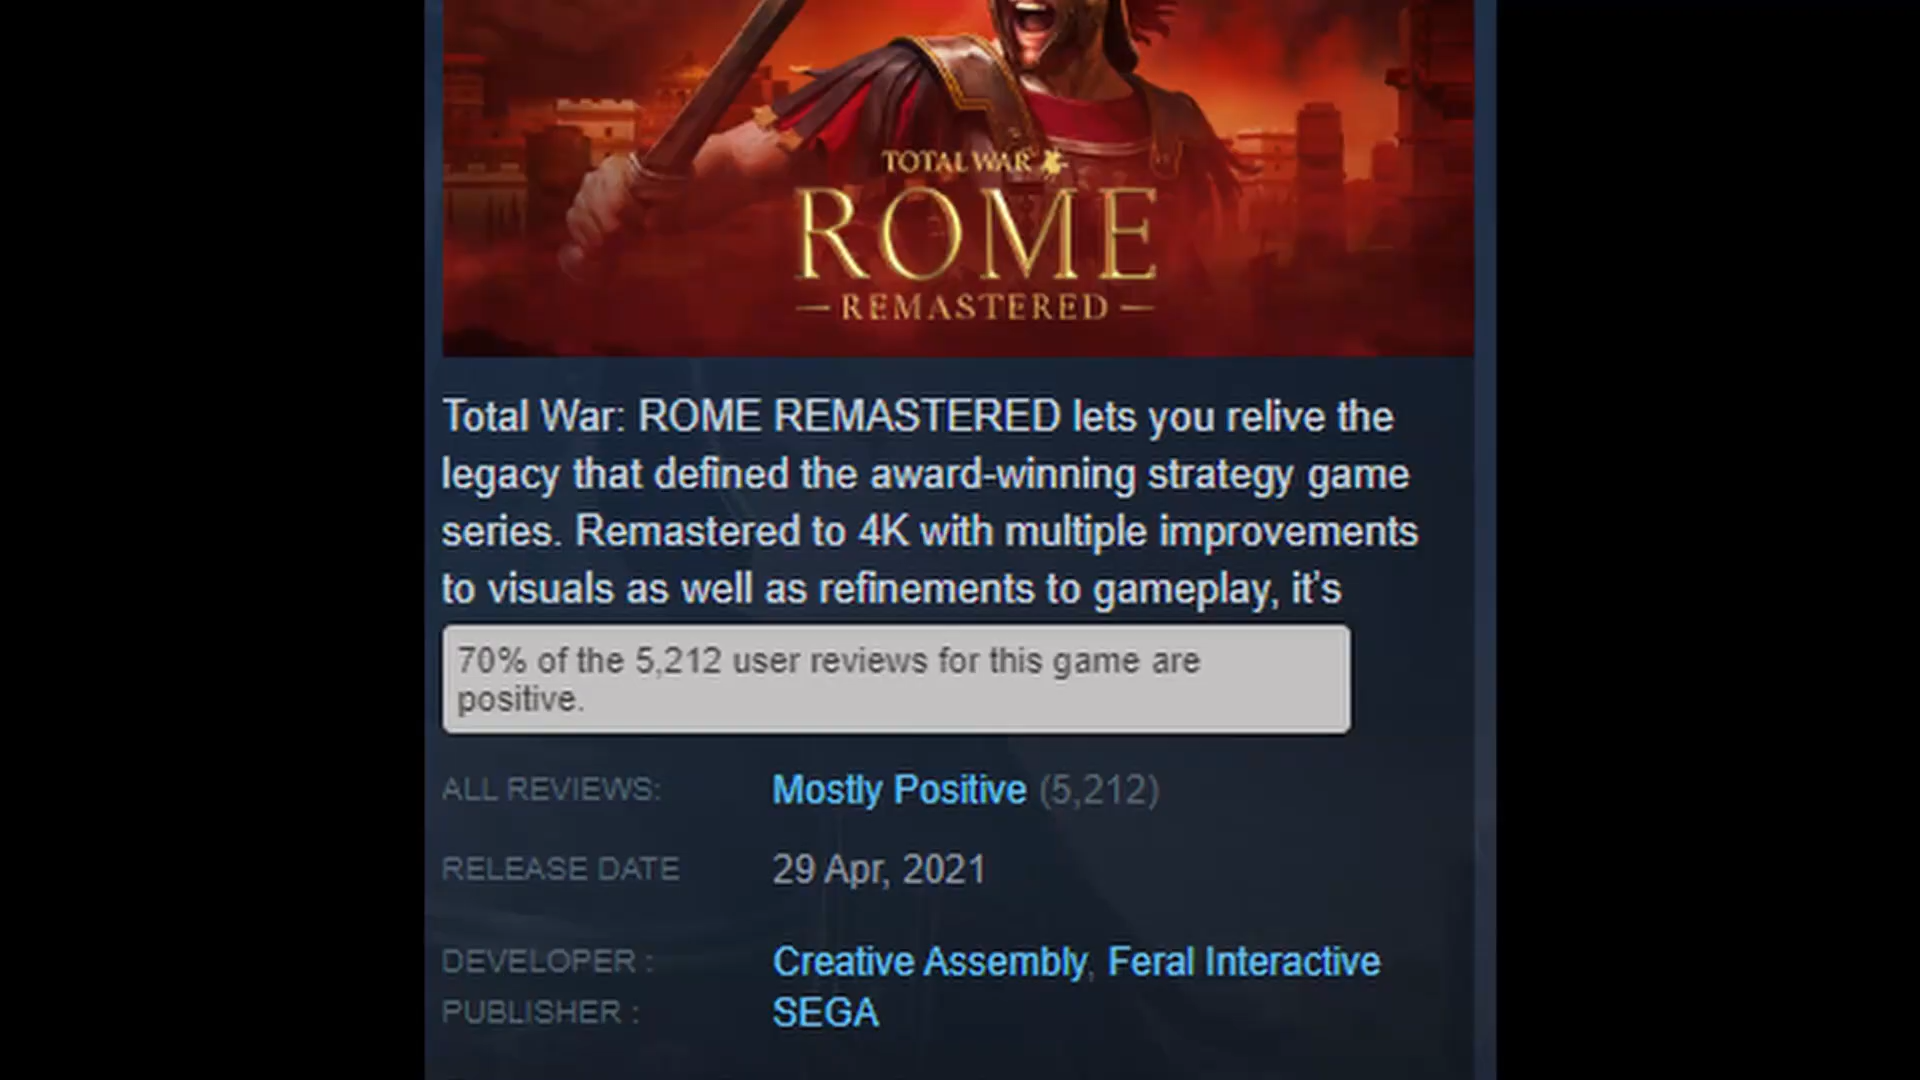 TOTAL WAR
ROME
REMASTERED
Total War: ROME REMASTERED lets you relive the
legacy that defined the award-winning strategy game
series. Remastered to 4K with multiple improvements
to visuals as well as refinements to gameplay, it's
70% of the 5,212 user reviews for this game are
positive.
ALL REVIEWS: Mostly Positive (5,212)
RELEASE DATE 29 Apr, 2021
DEVELOPER : Creative Assembly, Feral Interactive
PUBLISHER : SEGA